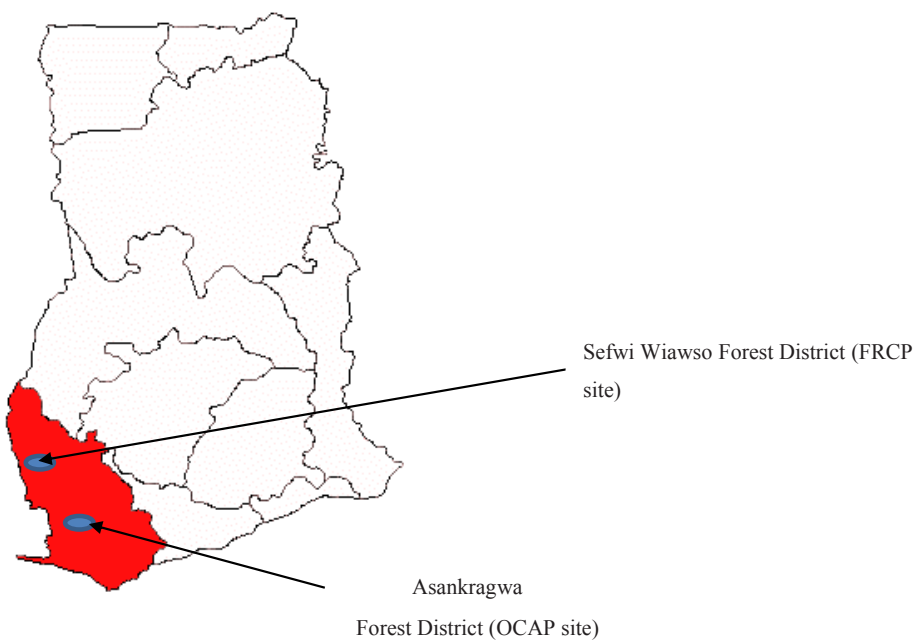 Sefwi Wiawso Forest District (FRCP
site)
Asankragwa
Forest District (OCAP site)